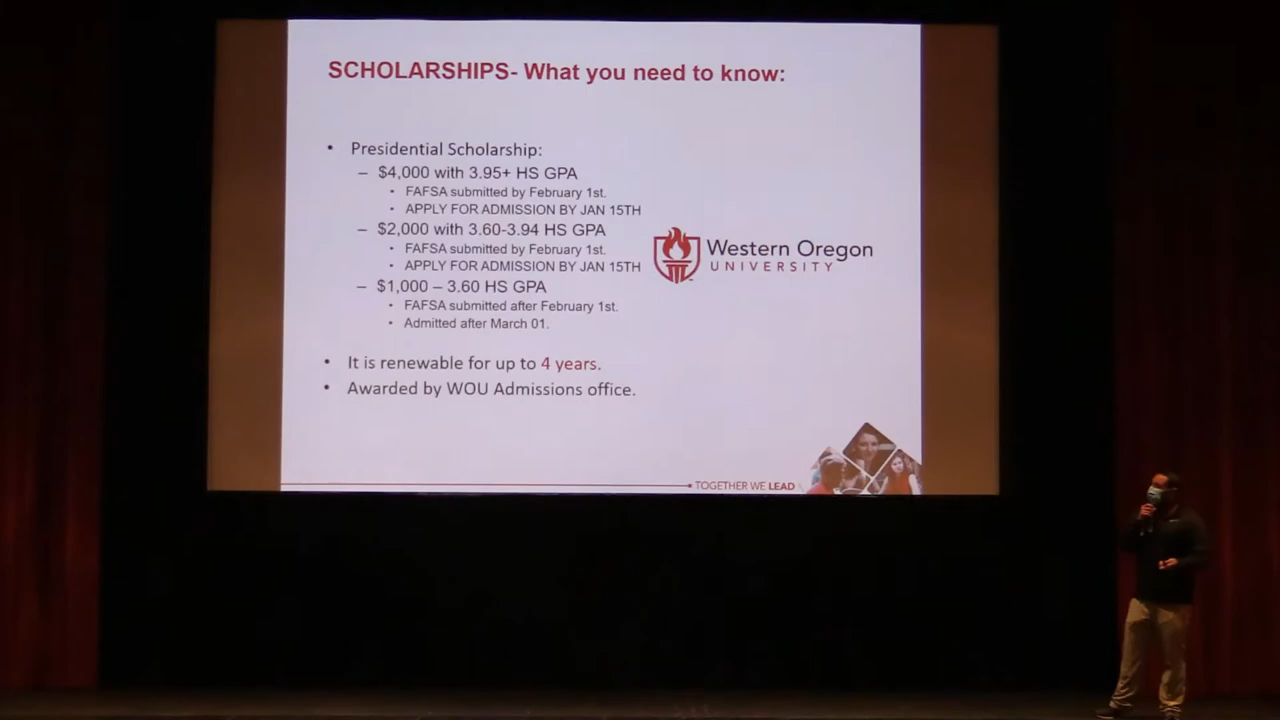 SCHOLARSHIPS- What you need to know:
• Presidential Scholarship:
– $4,000 with 3.95+ HS GPA
• FAFSA submitted by February 1st.
• APPLY FOR ADMISSION BY JAN 15TH
– $2,000 with 3.60-3.94 HS GPA
• FAFSA submitted by February 1st.
• APPLY FOR ADMISSION BY JAN 15TH
– $1,000 – 3.60 HS GPA
• FAFSA submitted after February 1st.
• Admitted after March 01.
• It is renewable for up to 4 years.
• Awarded by WOU Admissions office.
Western Oregon
UNIVERSITY
TOGETHER WE LEAD